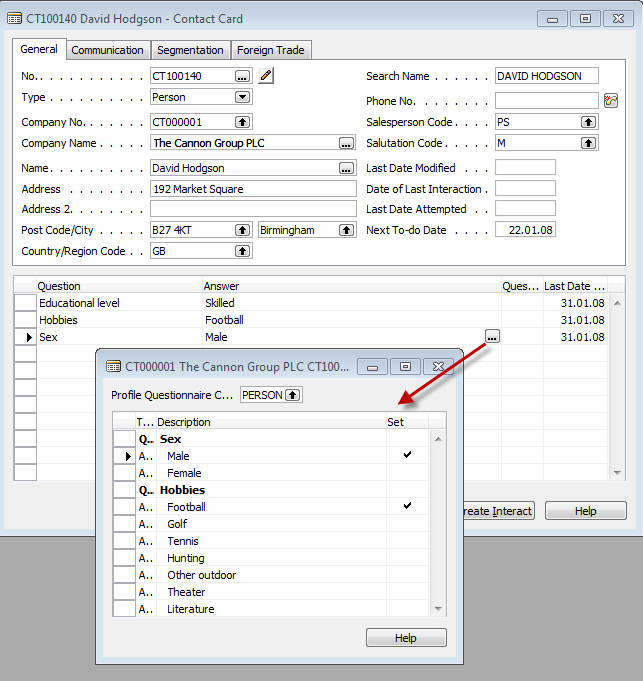 CT100140 David Hodgson - Contact Card
General Communication Segmentation Foreign Trade
No. . . . . . . . . . . CT100140 ... Search Name . . . . . . DAVID HODGSON
Type . . . . . . . . . Person Phone No. . . . . . . .
Company No. . . . . . CT000001 Salesperson Code . . . . PS
Company Name . . . . The Cannon Group PLC ... Salutation Code . . . . . M
Name . . . . . . . . . David Hodgson ... Last Date Modified . . .
Address . . . . . . . . 192 Market Square Date of Last Interaction .
Address 2. . . . . . . Last Date Attempted . .
Post Code/City . . . . . B27 4KT Birmingham Next To-do Date . . . . 22.01.08
Country/Region Code . . GB
Question Answer Ques... Last Date ...
Educational level Skilled 31.01.08
Hobbies Football 31.01.08
Sex Male ... 31.01.08
CT000001 The Cannon Group PLC CT100...
Profile Questionnaire C... PERSON
T... Description Set
Q.. Sex
A.. Male ✓
A.. Female
Q.. Hobbies
A.. Football ✓
A.. Golf
A.. Tennis
A.. Hunting
A.. Other outdoor
A.. Theater
A.. Literature
reate Interact Help
Help